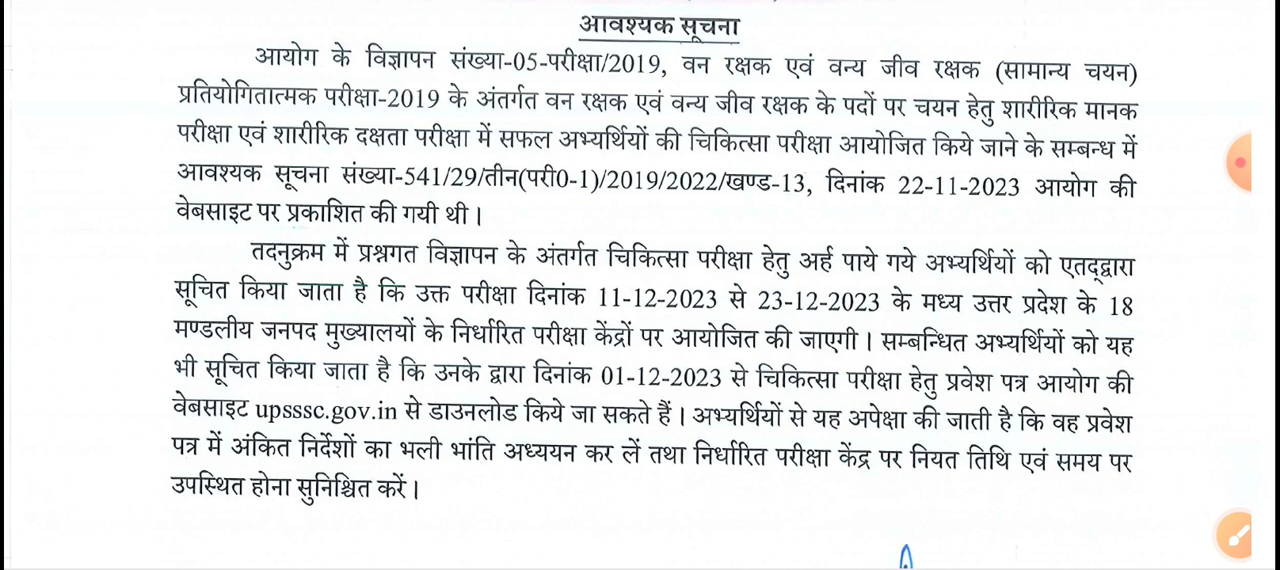 आवश्यक सूचना
आयोग के विज्ञापन संख्या-05-परीक्षा/2019, वन रक्षक एवं वन्य जीव रक्षक (सामान्य चयन)
प्रतियोगितात्मक परीक्षा-2019 के अंतर्गत वन रक्षक एवं वन्य जीव रक्षक के पदों पर चयन हेतु शारीरिक मानक
परीक्षा एवं शारीरिक दक्षता परीक्षा में सफल अभ्यर्थियों की चिकित्सा परीक्षा आयोजित किये जाने के सम्बन्ध में
आवश्यक सूचना संख्या-541/29/तीन(परी0-1)/2019/2022/खण्ड-13, दिनांक 22-11-2023 आयोग की
वेबसाइट पर प्रकाशित की गयी थी।
तदनुक्रम में प्रश्नगत विज्ञापन के अंतर्गत चिकित्सा परीक्षा हेतु अर्ह पाये गये अभ्यर्थियों को एतद्द्वारा
सूचित किया जाता है कि उक्त परीक्षा दिनांक 11-12-2023 से 23-12-2023 के मध्य उत्तर प्रदेश के 18
मण्डलीय जनपद मुख्यालयों के निर्धारित परीक्षा केंद्रों पर आयोजित की जाएगी। सम्बन्धित अभ्यर्थियों को यह
भी सूचित किया जाता है कि उनके द्वारा दिनांक 01-12-2023 से चिकित्सा परीक्षा हेतु प्रवेश पत्र आयोग की
वेबसाइट upsssc.gov.in से डाउनलोड किये जा सकते हैं। अभ्यर्थियों से यह अपेक्षा की जाती है कि वह प्रवेश
पत्र में अंकित निर्देशों का भली भांति अध्ययन कर लें तथा निर्धारित परीक्षा केंद्र पर नियत तिथि एवं समय पर
उपस्थित होना सुनिश्चित करें।